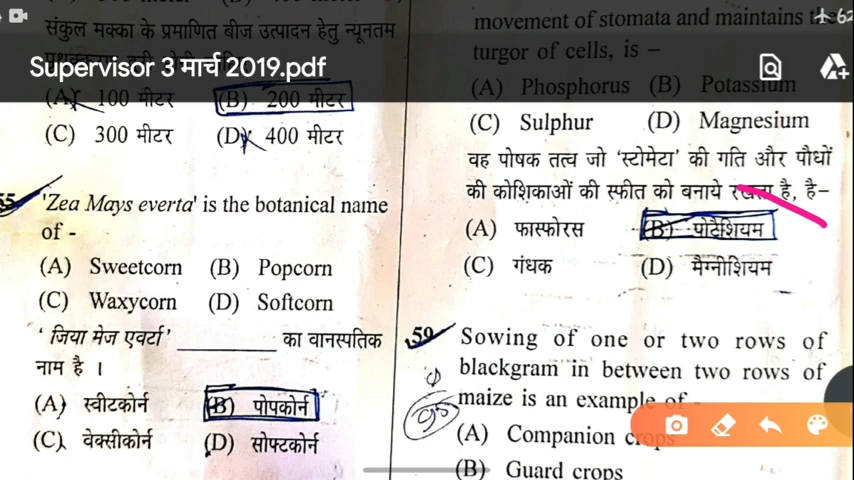 संकुल मक्का के प्रमाणित बीज उत्पादन हेतु न्यूनतम
Supervisor 3 मार्च 2019.pdf
(A) 100 मीटर (B) 200 मीटर
(C) 300 मीटर (D) 400 मीटर
55
'Zea Mays everta' is the botanical name
of -
(A) Sweetcorn (B) Popcorn
(C) Waxycorn (D) Softcorn
' जिया मेज एवर्टा' ________ का वानस्पतिक
नाम है ।
(A) स्वीटकोर्न (B) पोपकोर्न
(C) वेक्सीकोर्न (D) सोफ्टकोर्न
movement of stomata and maintains the
turgor of cells, is –
(A) Phosphorus (B) Potassium
(C) Sulphur (D) Magnesium
वह पोषक तत्व जो 'स्टोमेटा' की गति और पौधों
की कोशिकाओं की स्फीत को बनाये रखता है, है–
(A) फास्फोरस (B) पोटैशियम
(C) गंधक (D) मैग्नीशियम
59
Sowing of one or two rows of
blackgram in between two rows of
maize is an example of -
(A) Companion crops
(B) Guard crops